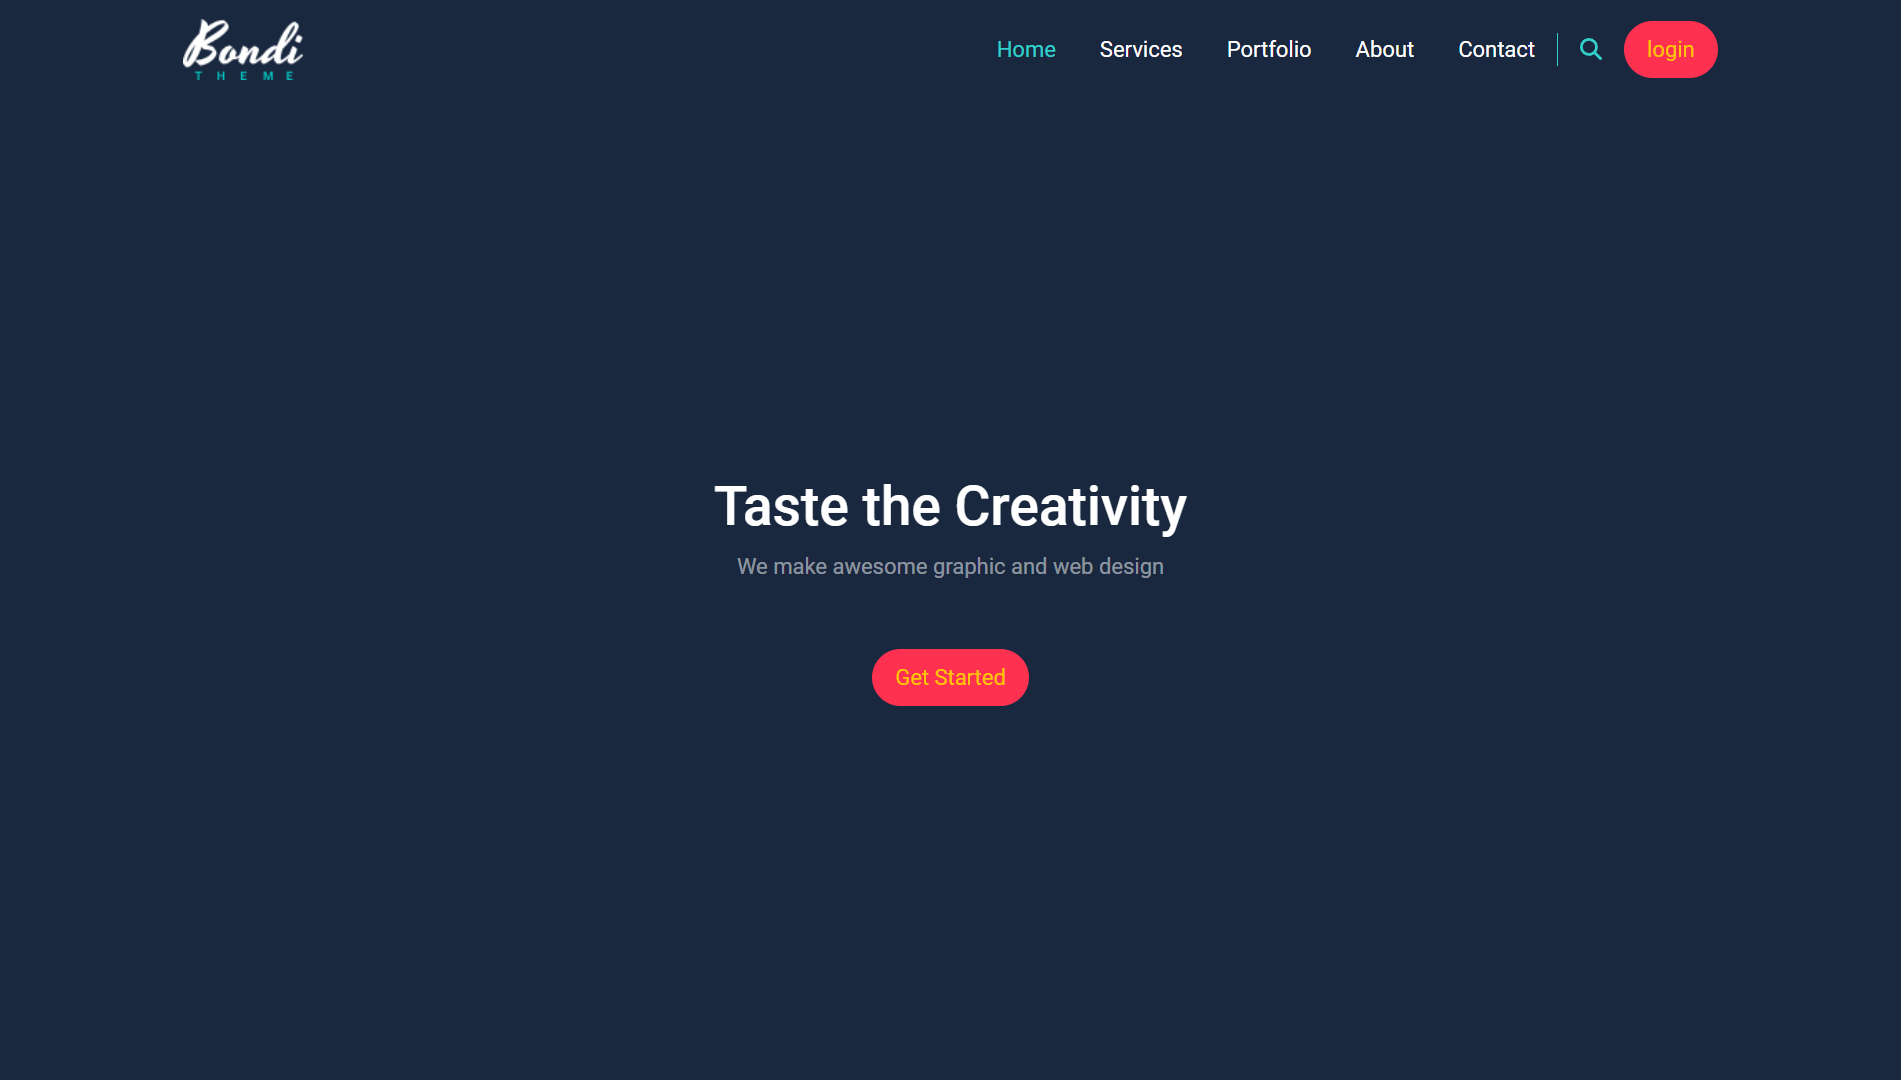 Bondi
THEME
Home Services Portfolio About Contact login
Taste the Creativity
We make awesome graphic and web design
Get Started